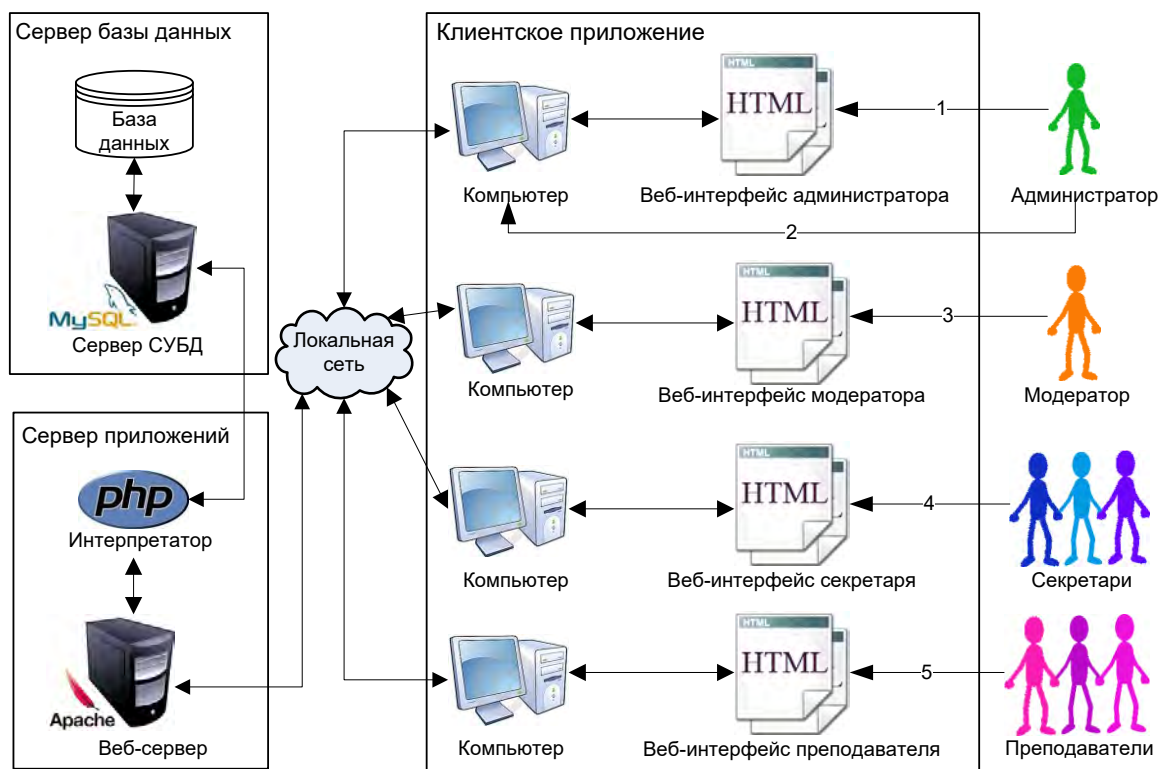 Сервер базы данных
База
данных
MySQL
Сервер СУБД
Сервер приложений
php
Интерпретатор
Apache
Веб-сервер
Локальная
сеть
Клиентское приложение
Компьютер
HTML
HTML
Веб-интерфейс администратора
1
Администратор
2
Компьютер
HTML
HTML
Веб-интерфейс модератора
3
Модератор
Компьютер
HTML
HTML
Веб-интерфейс секретаря
4
Секретари
Компьютер
HTML
HTML
Веб-интерфейс преподавателя
5
Преподаватели